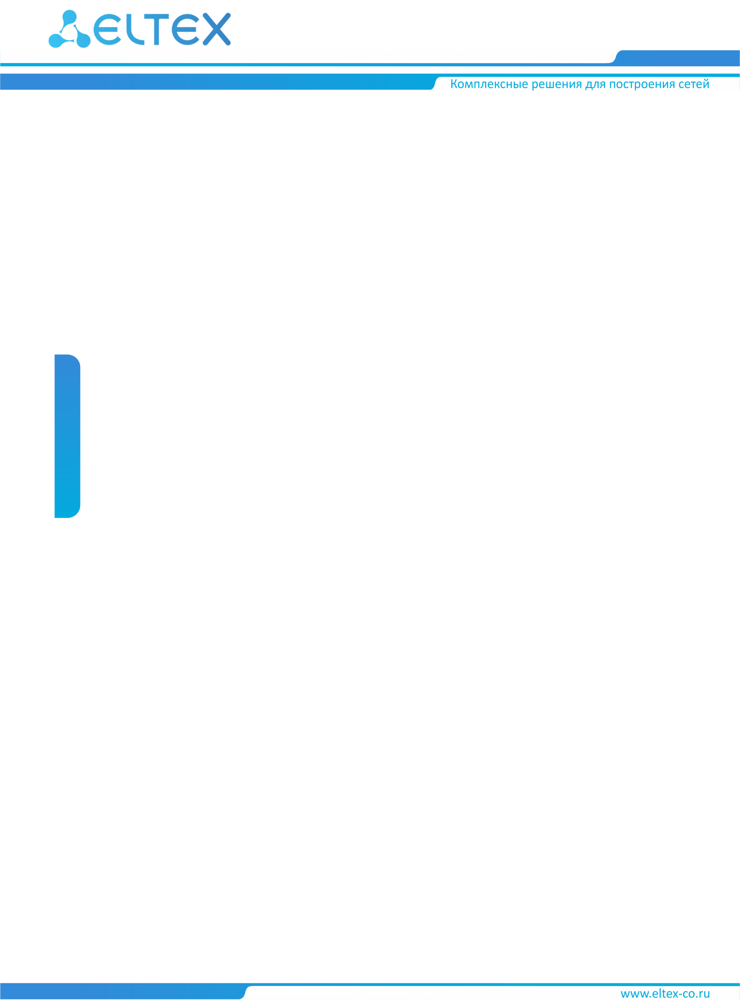 ELTEX
Комплексные решения для построения сетей
www.eltex-co.ru